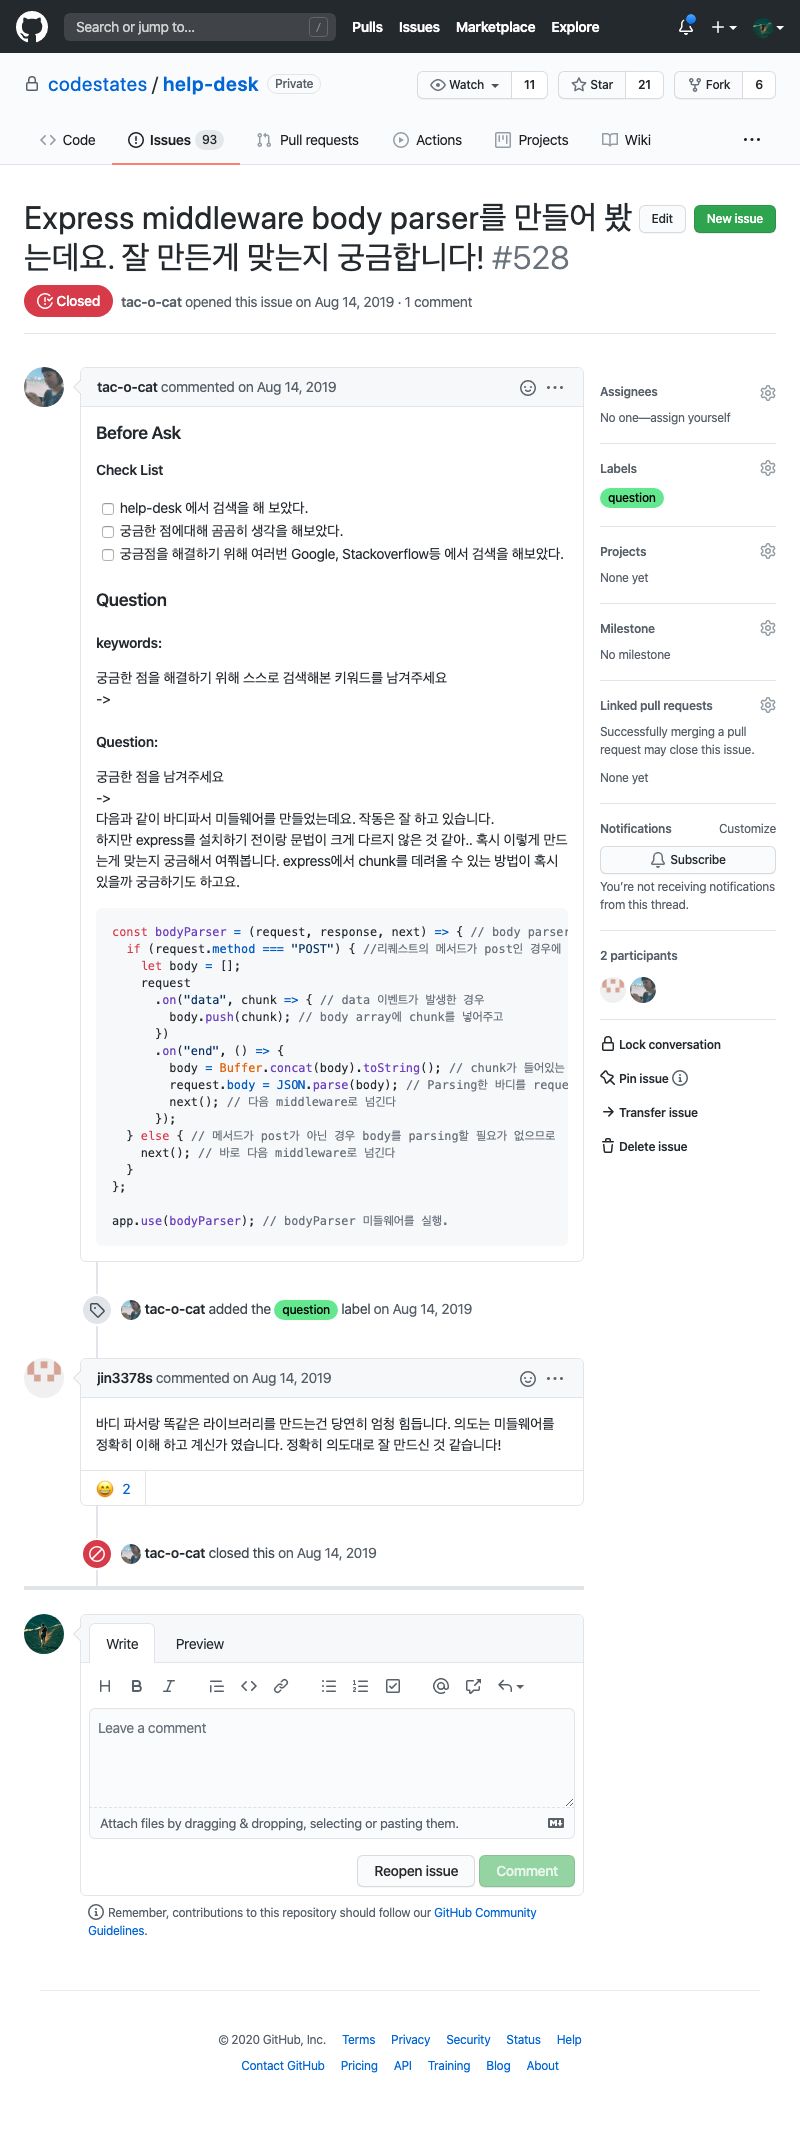 Search or jump to... /
Pulls Issues Marketplace Explore
codestates / help-desk Private
Watch 11 Star 21 Fork 6
Code Issues 93 Pull requests Actions Projects Wiki ...
Express middleware body parser를 만들어 봤
는데요. 잘 만든게 맞는지 궁금합니다! #528
Edit New issue
Closed tac-o-cat opened this issue on Aug 14, 2019 · 1 comment
tac-o-cat commented on Aug 14, 2019
Before Ask
Check List
help-desk 에서 검색을 해 보았다.
궁금한 점에대해 곰곰히 생각을 해보았다.
궁금점을 해결하기 위해 여러번 Google, Stackoverflow등 에서 검색을 해보았다.
Question
keywords:
궁금한 점을 해결하기 위해 스스로 검색해본 키워드를 남겨주세요
->
Question:
궁금한 점을 남겨주세요
->
다음과 같이 바디파서 미들웨어를 만들었는데요. 작동은 잘 하고 있습니다.
하지만 express를 설치하기 전이랑 문법이 크게 다르지 않은 것 같아.. 혹시 이렇게 만드
는게 맞는지 궁금해서 여쭤봅니다. express에서 chunk를 데려올 수 있는 방법이 혹시
있을까 궁금하기도 하고요.
const bodyParser = (request, response, next) => { // body parser
if (request.method === "POST") { //리퀘스트의 메서드가 post인 경우에
let body = [];
request
.on("data", chunk => { // data 이벤트가 발생한 경우
body.push(chunk); // body array에 chunk를 넣어주고
})
.on("end", () => {
body = Buffer.concat(body).toString(); // chunk가 들어있는
request.body = JSON.parse(body); // Parsing한 바디를 reque
next(); // 다음 middleware로 넘긴다
});
} else { // 메서드가 post가 아닌 경우 body를 parsing할 필요가 없으므로
next(); // 바로 다음 middleware로 넘긴다
}
};
app.use(bodyParser); // bodyParser 미들웨어를 실행.
tac-o-cat added the question label on Aug 14, 2019
jin3378s commented on Aug 14, 2019
바디 파서랑 똑같은 라이브러리를 만드는건 당연히 엄청 힘듭니다. 의도는 미들웨어를
정확히 이해 하고 계신가 였습니다. 정확히 의도대로 잘 만드신 것 같습니다!
2
tac-o-cat closed this on Aug 14, 2019
Write Preview
Leave a comment
Attach files by dragging & dropping, selecting or pasting them.
Reopen issue Comment
Remember, contributions to this repository should follow our GitHub Community
Guidelines.
Assignees
No one—assign yourself
Labels
question
Projects
None yet
Milestone
No milestone
Linked pull requests
Successfully merging a pull
request may close this issue.
None yet
Notifications Customize
Subscribe
You're not receiving notifications
from this thread.
2 participants
Lock conversation
Pin issue
Transfer issue
Delete issue
© 2020 GitHub, Inc. Terms Privacy Security Status Help
Contact GitHub Pricing API Training Blog About